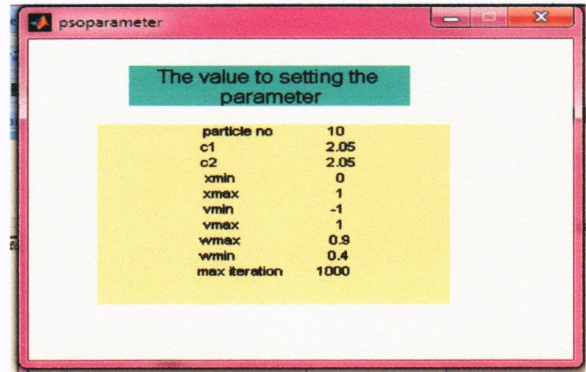 psoparameter
The value to setting the
parameter
particle no 10
c1 2.05
c2 2.05
xmin 0
xmax 1
vmin -1
vmax 1
wmax 0.9
wmin 0.4
max iteration 1000